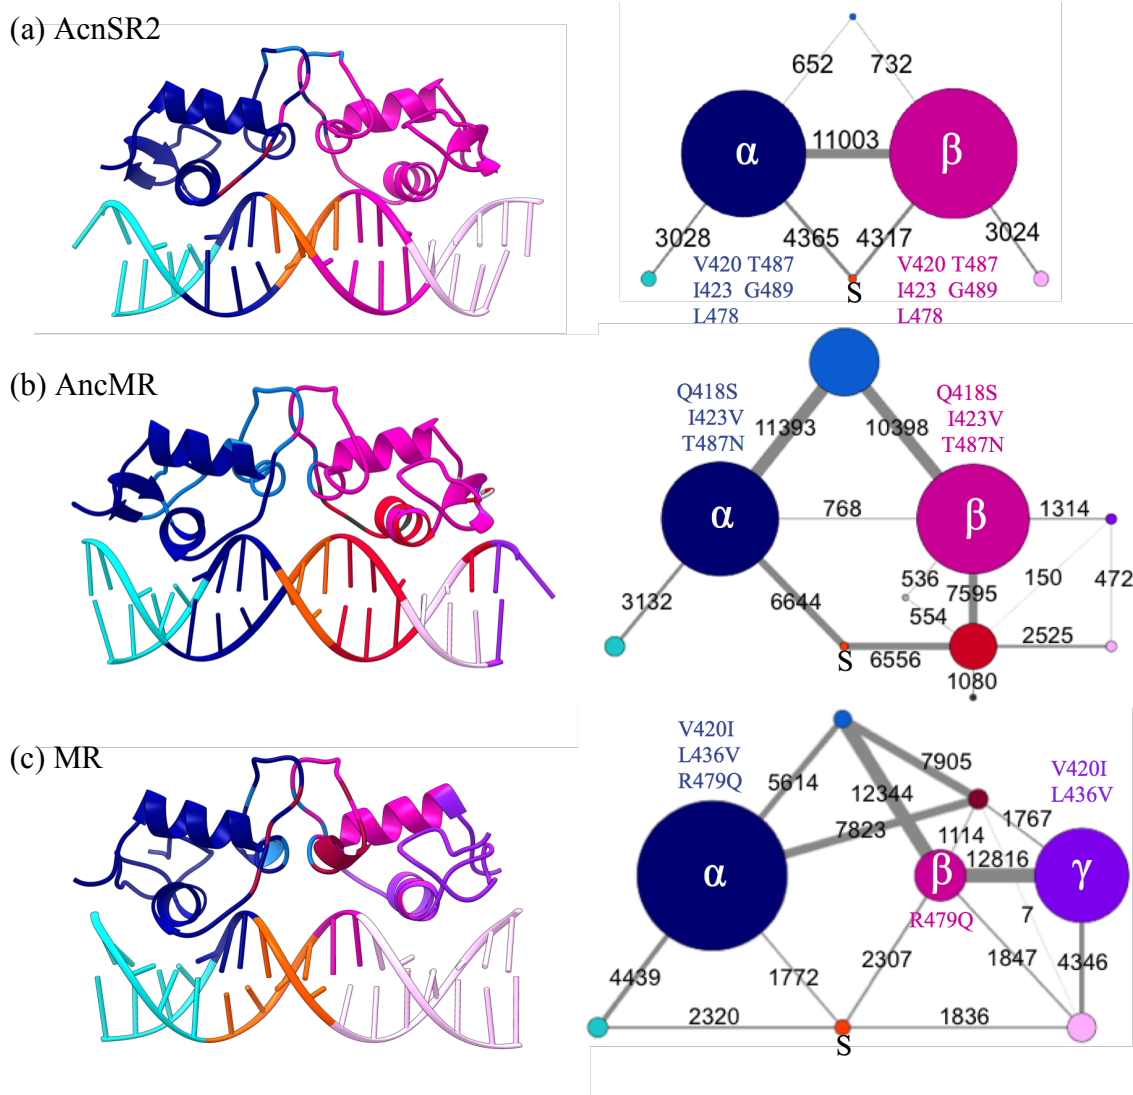 (a) AcnSR2
652 732
11003
α β
3028 4365 4317 3024
V420 T487 V420 T487
I423 G489 I423 G489
L478 S L478
(b) AncMR
Q418S Q418S
I423V I423V
T487N T487N
11393 10398
α 768 β 1314
536 7595 150 472
554
3132 6644
S 6556 2525
1080
(c) MR
V420I
L436V
R479Q
7905
5614 12344
V420I
L436V
7823 1114 1767
α β 12816 γ
R479Q 7
4439 1772 2307 1847 4346
2320 1836
S